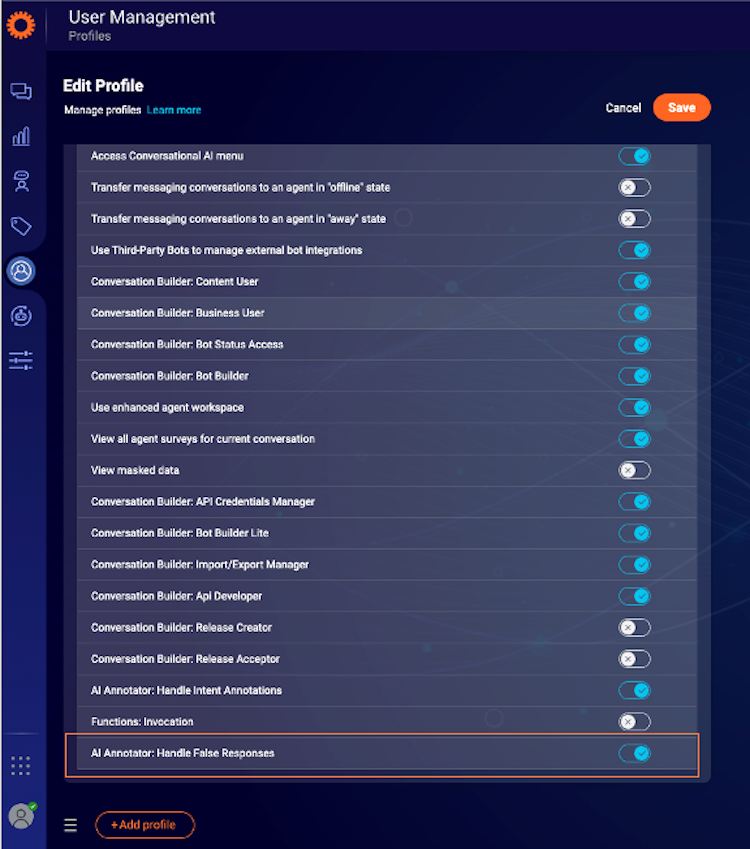 User Management
Profiles
Edit Profile
Manage profiles Learn more
Cancel
Save
Access Conversational AI menu
Transfer messaging conversations to an agent in "offline" state
Transfer messaging conversations to an agent in "away" state
Use Third-Party Bots to manage external bot integrations
Conversation Builder: Content User
Conversation Builder: Business User
Conversation Builder: Bot Status Access
Conversation Builder: Bot Builder
Use enhanced agent workspace
View all agent surveys for current conversation
View masked data
Conversation Builder: API Credentials Manager
Conversation Builder: Bot Builder Lite
Conversation Builder: Import/Export Manager
Conversation Builder: Api Developer
Conversation Builder: Release Creator
Conversation Builder: Release Acceptor
AI Annotator: Handle Intent Annotations
Functions: Invocation
AI Annotator: Handle False Responses
+Add profile